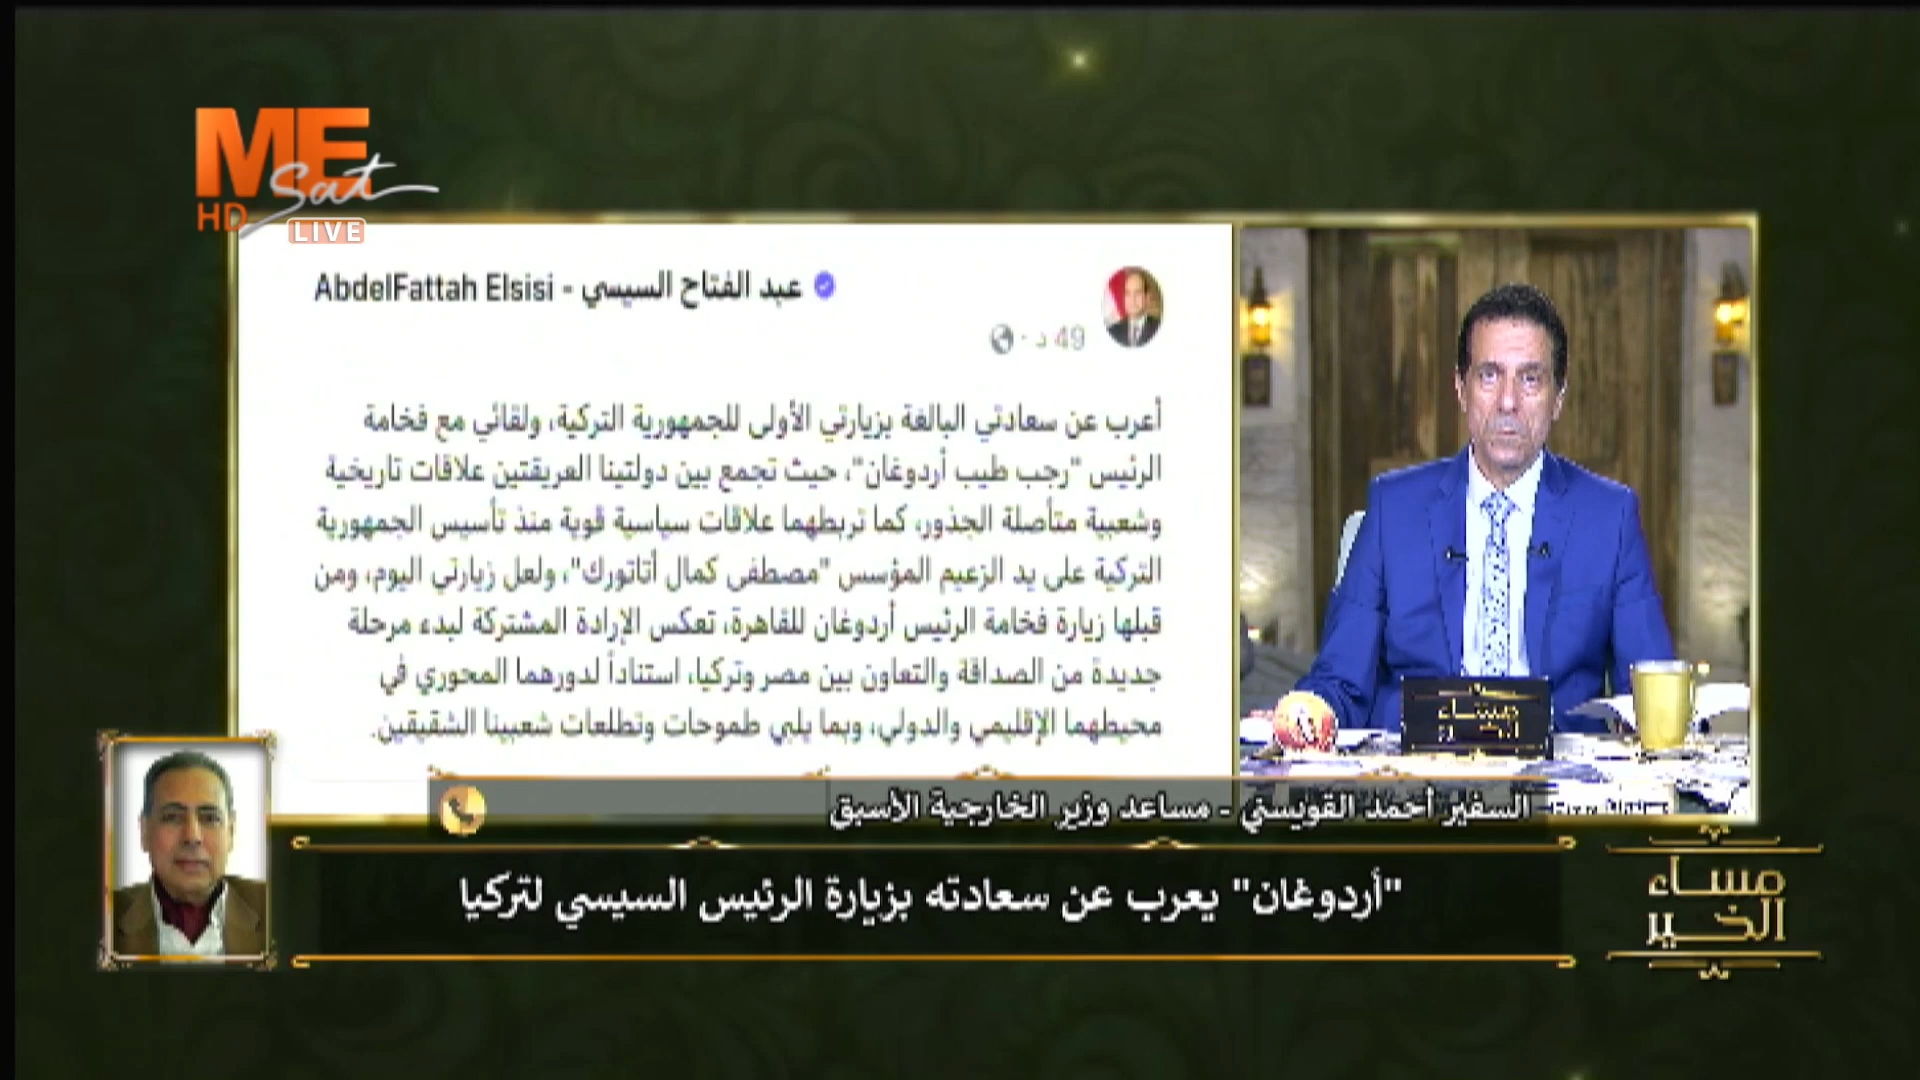 ME
Sat
HD
LIVE
AbdelFattah Elsisi - عبد الفتاح السيسي
49 د
أعرب عن سعادتي البالغة بزيارتي الأولى للجمهورية التركية، ولقائي مع فخامة
الرئيس "رجب طيب أردوغان"، حيث تجمع بين دولتينا العريقتين علاقات تاريخية
وشعبية متأصلة الجذور، كما تربطهما علاقات سياسية قوية منذ تأسيس الجمهورية
التركية على يد الزعيم المؤسس "مصطفى كمال أتاتورك"، ولعل زيارتي اليوم، ومن
قبلها زيارة فخامة الرئيس أردوغان للقاهرة، تعكس الإرادة المشتركة لبدء مرحلة
جديدة من الصداقة والتعاون بين مصر وتركيا، استناداً لدورهما المحوري في
محيطهما الإقليمي والدولي، وبما يلبي طموحات وتطلعات شعبينا الشقيقين.
مساء
الخير
السفير أحمد القويسني - مساعد وزير الخارجية الأسبق
"أردوغان" يعرب عن سعادته بزيارة الرئيس السيسي لتركيا
مساء
الخير